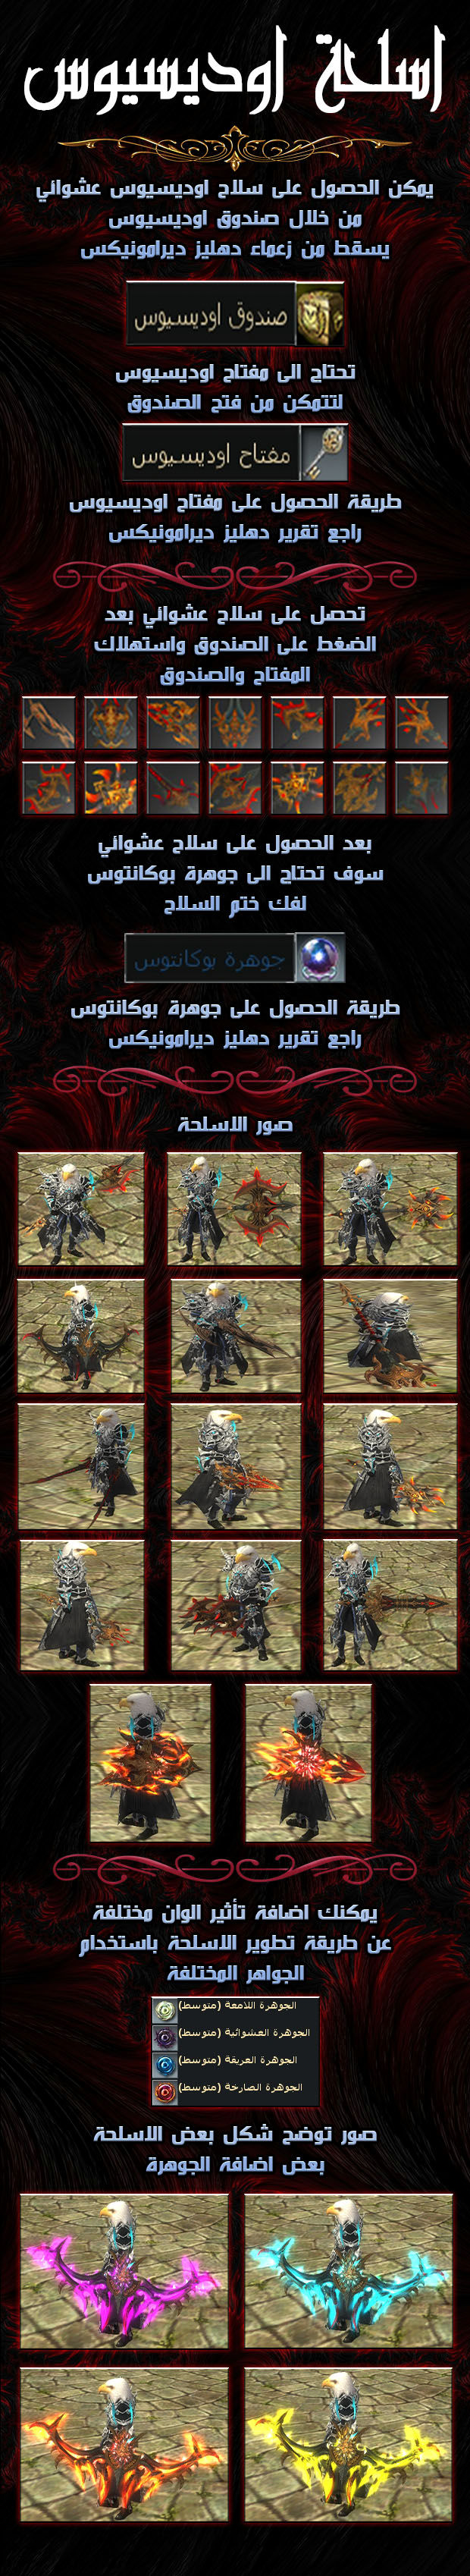 اسلحة اوديسيوس
يمكن الحصول على سلاح اوديسيوس عشوائي
من خلال صندوق اوديسيوس
يسقط من زعماء دهليز ديرامونيكس
صندوق اوديسيوس
تحتاج الى مفتاح اوديسيوس
لتتمكن من فتح الصندوق
مفتاح اوديسيوس
طريقة الحصول على مفتاح اوديسيوس
راجع تقرير دهليز ديرامونيكس
تحصل على سلاح عشوائي بعد
الضغط على الصندوق واستهلاك
المفتاح والصندوق
بعد الحصول على سلاح عشوائي
سوف تحتاج الى جوهرة بوكانتوس
لفك ختم السلاح
جوهرة بوكانتوس
طريقة الحصول على جوهرة بوكانتوس
راجع تقرير دهليز ديرامونيكس
صور الاسلحة
يمكنك اضافة تأثير الوان مختلفة
عن طريقة تطوير الاسلحة باستخدام
الجواهر المختلفة
الجوهرة اللامعة (متوسط)
الجوهرة العشوائية (متوسط)
الجوهرة العريقة (متوسط)
الجوهرة الصارخة (متوسط)
صور توضح شكل بعض الاسلحة
بعض اضافة الجوهرة